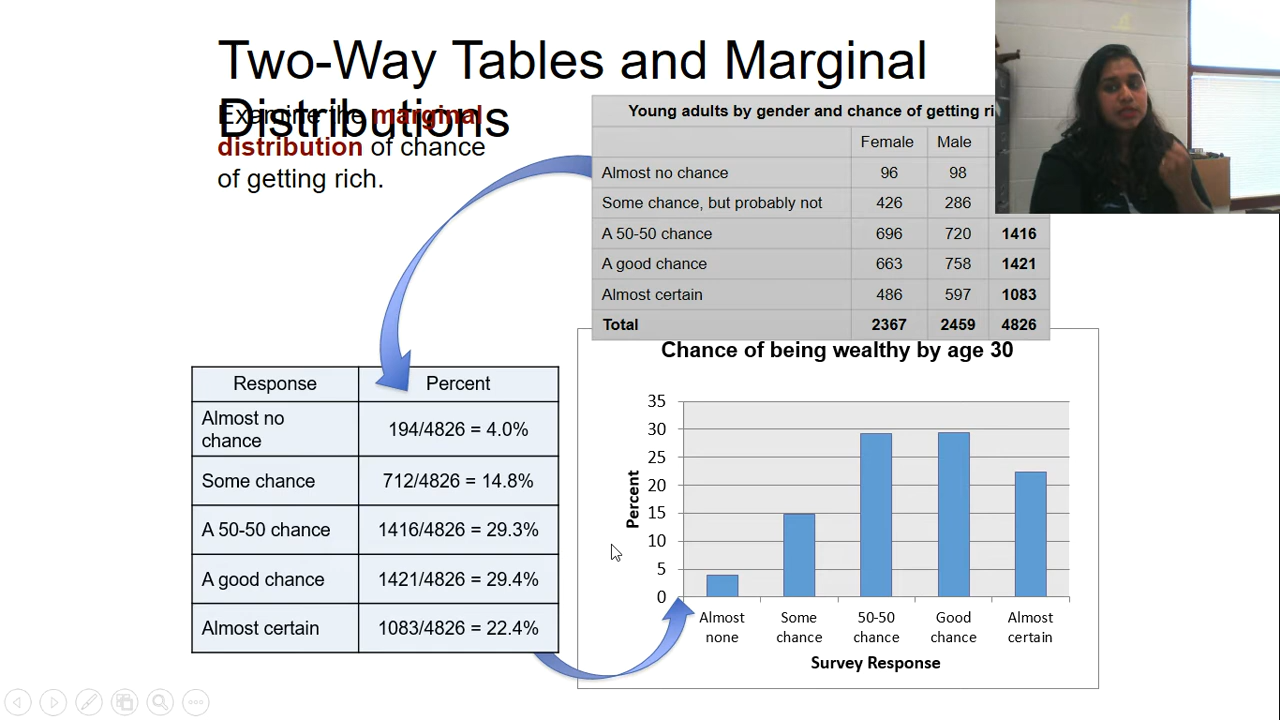 Two-Way Tables and Marginal
Distributions
Examine the marginal
distribution of chance
of getting rich.
Young adults by gender and chance of getting
Female Male
Almost no chance 96 98
Some chance, but probably not 426 286
A 50-50 chance 696 720 1416
A good chance 663 758 1421
Almost certain 486 597 1083
Total 2367 2459 4826
Response Percent
Almost no
chance 194/4826 = 4.0%
Some chance 712/4826 = 14.8%
A 50-50 chance 1416/4826 = 29.3%
A good chance 1421/4826 = 29.4%
Almost certain 1083/4826 = 22.4%
Chance of being wealthy by age 30
Percent
35
30
25
20
15
10
5
0
Almost Some 50-50 Good Almost
none chance chance chance certain
Survey Response